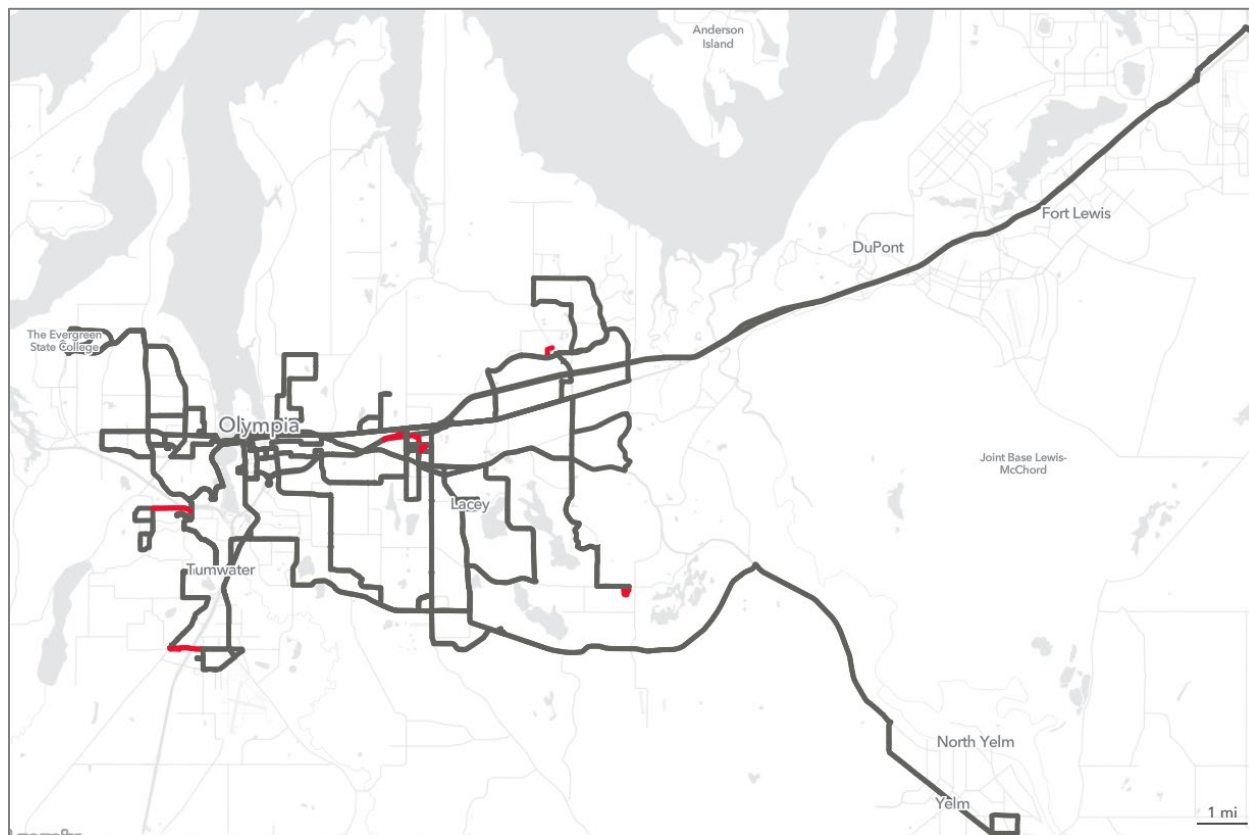 Anderson
Island
Fort Lewis
DuPont
The Evergreen
State College
Olympia
Joint Base Lewis-
McChord
Lacey
Tumwater
North Yelm
Yelm
1 mi